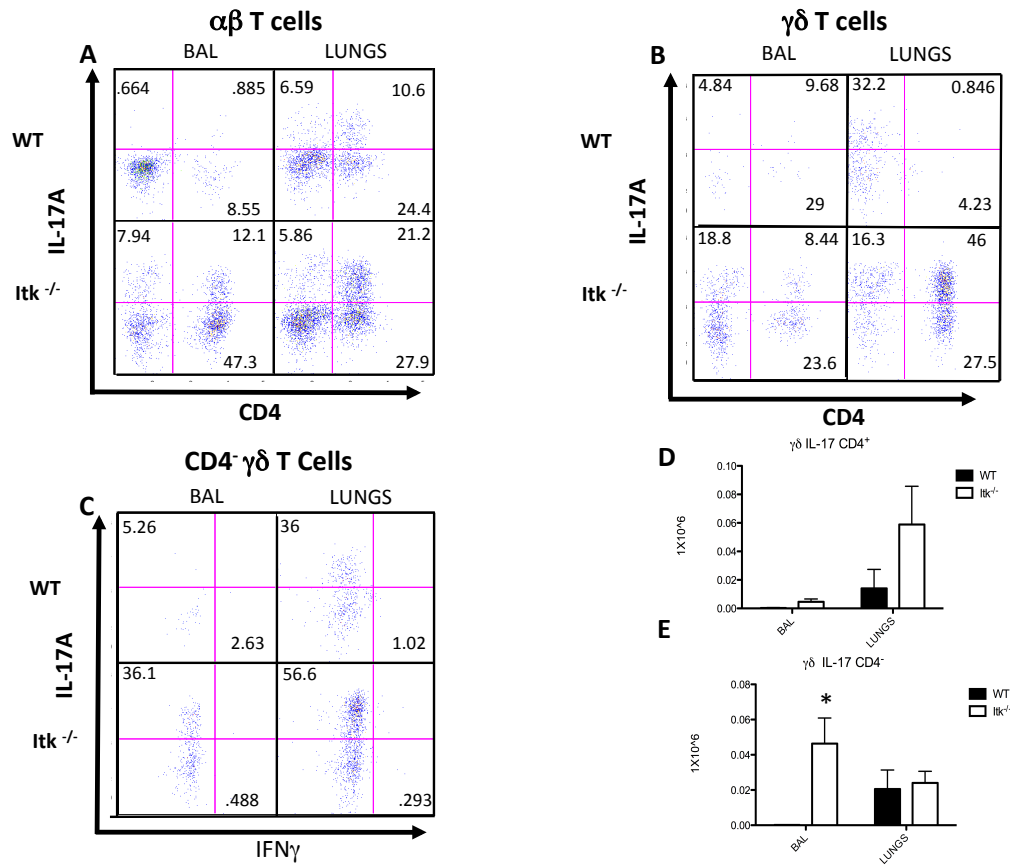 αβ T cells
A
BAL
LUNGS
WT
Itk -/-
IL-17A
.664
.885
6.59
10.6
8.55
24.4
7.94
12.1
5.86
21.2
47.3
27.9
CD4
γδ T cells
B
BAL
LUNGS
WT
Itk -/-
IL-17A
4.84
9.68
32.2
0.846
29
4.23
18.8
8.44
16.3
46
23.6
27.5
CD4
CD4- γδ T Cells
C
BAL
LUNGS
WT
Itk -/-
IL-17A
5.26
36
2.63
1.02
36.1
56.6
.488
.293
IFNγ
D
γδ IL-17 CD4+
1X10^6
0.10
0.08
0.06
0.04
0.02
0.00
BAL
LUNGS
WT
Itk-/-
E
γδ IL-17 CD4-
1X10^6
0.08
0.06
0.04
0.02
0.00
*
BAL
LUNGS
WT
Itk-/-